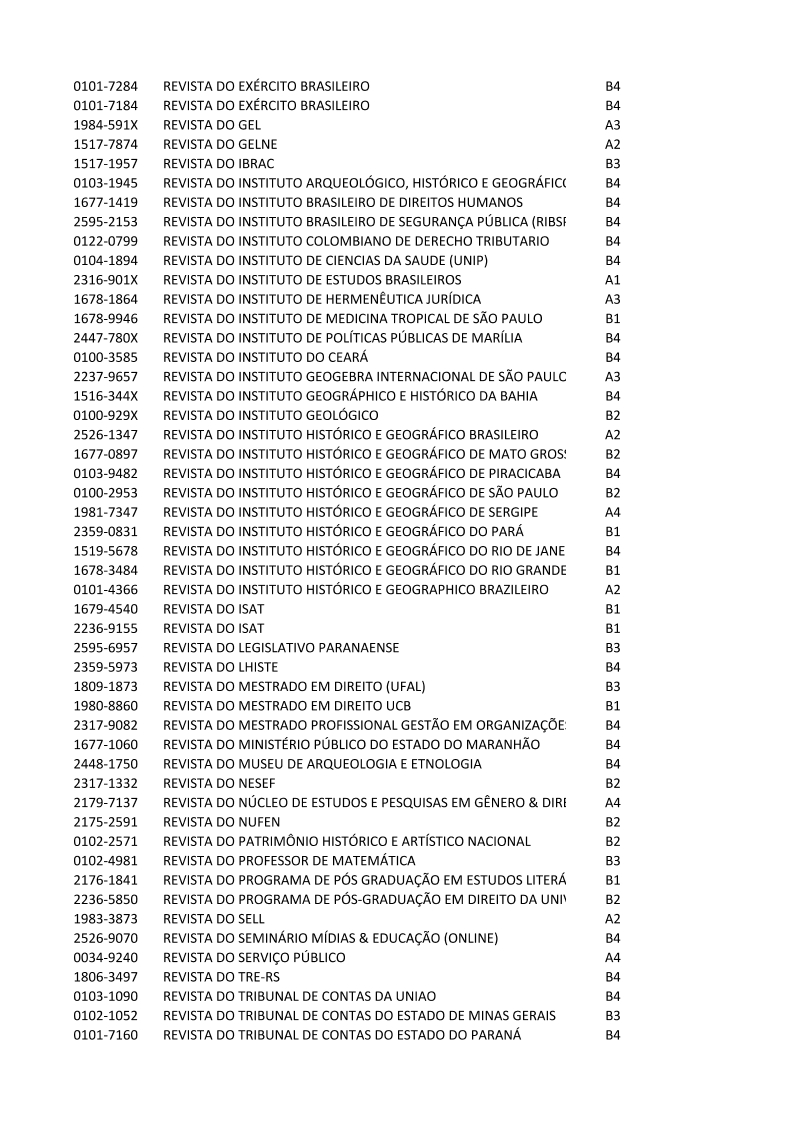 0101-7284 REVISTA DO EXÉRCITO BRASILEIRO B4
0101-7184 REVISTA DO EXÉRCITO BRASILEIRO B4
1984-591X REVISTA DO GEL A3
1517-7874 REVISTA DO GELNE A2
1517-1957 REVISTA DO IBRAC B3
0103-1945 REVISTA DO INSTITUTO ARQUEOLÓGICO, HISTÓRICO E GEOGRÁFICO B4
1677-1419 REVISTA DO INSTITUTO BRASILEIRO DE DIREITOS HUMANOS B4
2595-2153 REVISTA DO INSTITUTO BRASILEIRO DE SEGURANÇA PÚBLICA (RIBSP B4
0122-0799 REVISTA DO INSTITUTO COLOMBIANO DE DERECHO TRIBUTARIO B4
0104-1894 REVISTA DO INSTITUTO DE CIENCIAS DA SAUDE (UNIP) B4
2316-901X REVISTA DO INSTITUTO DE ESTUDOS BRASILEIROS A1
1678-1864 REVISTA DO INSTITUTO DE HERMENÊUTICA JURÍDICA A3
1678-9946 REVISTA DO INSTITUTO DE MEDICINA TROPICAL DE SÃO PAULO B1
2447-780X REVISTA DO INSTITUTO DE POLÍTICAS PÚBLICAS DE MARÍLIA B4
0100-3585 REVISTA DO INSTITUTO DO CEARÁ B4
2237-9657 REVISTA DO INSTITUTO GEOGEBRA INTERNACIONAL DE SÃO PAULO A3
1516-344X REVISTA DO INSTITUTO GEOGRÁPHICO E HISTÓRICO DA BAHIA B4
0100-929X REVISTA DO INSTITUTO GEOLÓGICO B2
2526-1347 REVISTA DO INSTITUTO HISTÓRICO E GEOGRÁFICO BRASILEIRO A2
1677-0897 REVISTA DO INSTITUTO HISTÓRICO E GEOGRÁFICO DE MATO GROS B2
0103-9482 REVISTA DO INSTITUTO HISTÓRICO E GEOGRÁFICO DE PIRACICABA B4
0100-2953 REVISTA DO INSTITUTO HISTÓRICO E GEOGRÁFICO DE SÃO PAULO B2
1981-7347 REVISTA DO INSTITUTO HISTÓRICO E GEOGRÁFICO DE SERGIPE A4
2359-0831 REVISTA DO INSTITUTO HISTÓRICO E GEOGRÁFICO DO PARÁ B1
1519-5678 REVISTA DO INSTITUTO HISTÓRICO E GEOGRÁFICO DO RIO DE JANE B4
1678-3484 REVISTA DO INSTITUTO HISTÓRICO E GEOGRÁFICO DO RIO GRANDE B1
0101-4366 REVISTA DO INSTITUTO HISTÓRICO E GEOGRAPHICO BRAZILEIRO A2
1679-4540 REVISTA DO ISAT B1
2236-9155 REVISTA DO ISAT B1
2595-6957 REVISTA DO LEGISLATIVO PARANAENSE B3
2359-5973 REVISTA DO LHISTE B4
1809-1873 REVISTA DO MESTRADO EM DIREITO (UFAL) B3
1980-8860 REVISTA DO MESTRADO EM DIREITO UCB B1
2317-9082 REVISTA DO MESTRADO PROFISSIONAL GESTÃO EM ORGANIZAÇÕES B4
1677-1060 REVISTA DO MINISTÉRIO PÚBLICO DO ESTADO DO MARANHÃO B4
2448-1750 REVISTA DO MUSEU DE ARQUEOLOGIA E ETNOLOGIA B4
2317-1332 REVISTA DO NESEF B2
2179-7137 REVISTA DO NÚCLEO DE ESTUDOS E PESQUISAS EM GÊNERO & DIRE A4
2175-2591 REVISTA DO NUFEN B2
0102-2571 REVISTA DO PATRIMÔNIO HISTÓRICO E ARTÍSTICO NACIONAL B2
0102-4981 REVISTA DO PROFESSOR DE MATEMÁTICA B3
2176-1841 REVISTA DO PROGRAMA DE PÓS GRADUAÇÃO EM ESTUDOS LITERÁ B1
2236-5850 REVISTA DO PROGRAMA DE PÓS-GRADUAÇÃO EM DIREITO DA UNIV B2
1983-3873 REVISTA DO SELL A2
2526-9070 REVISTA DO SEMINÁRIO MÍDIAS & EDUCAÇÃO (ONLINE) B4
0034-9240 REVISTA DO SERVIÇO PÚBLICO A4
1806-3497 REVISTA DO TRE-RS B4
0103-1090 REVISTA DO TRIBUNAL DE CONTAS DA UNIAO B4
0102-1052 REVISTA DO TRIBUNAL DE CONTAS DO ESTADO DE MINAS GERAIS B3
0101-7160 REVISTA DO TRIBUNAL DE CONTAS DO ESTADO DO PARANÁ B4